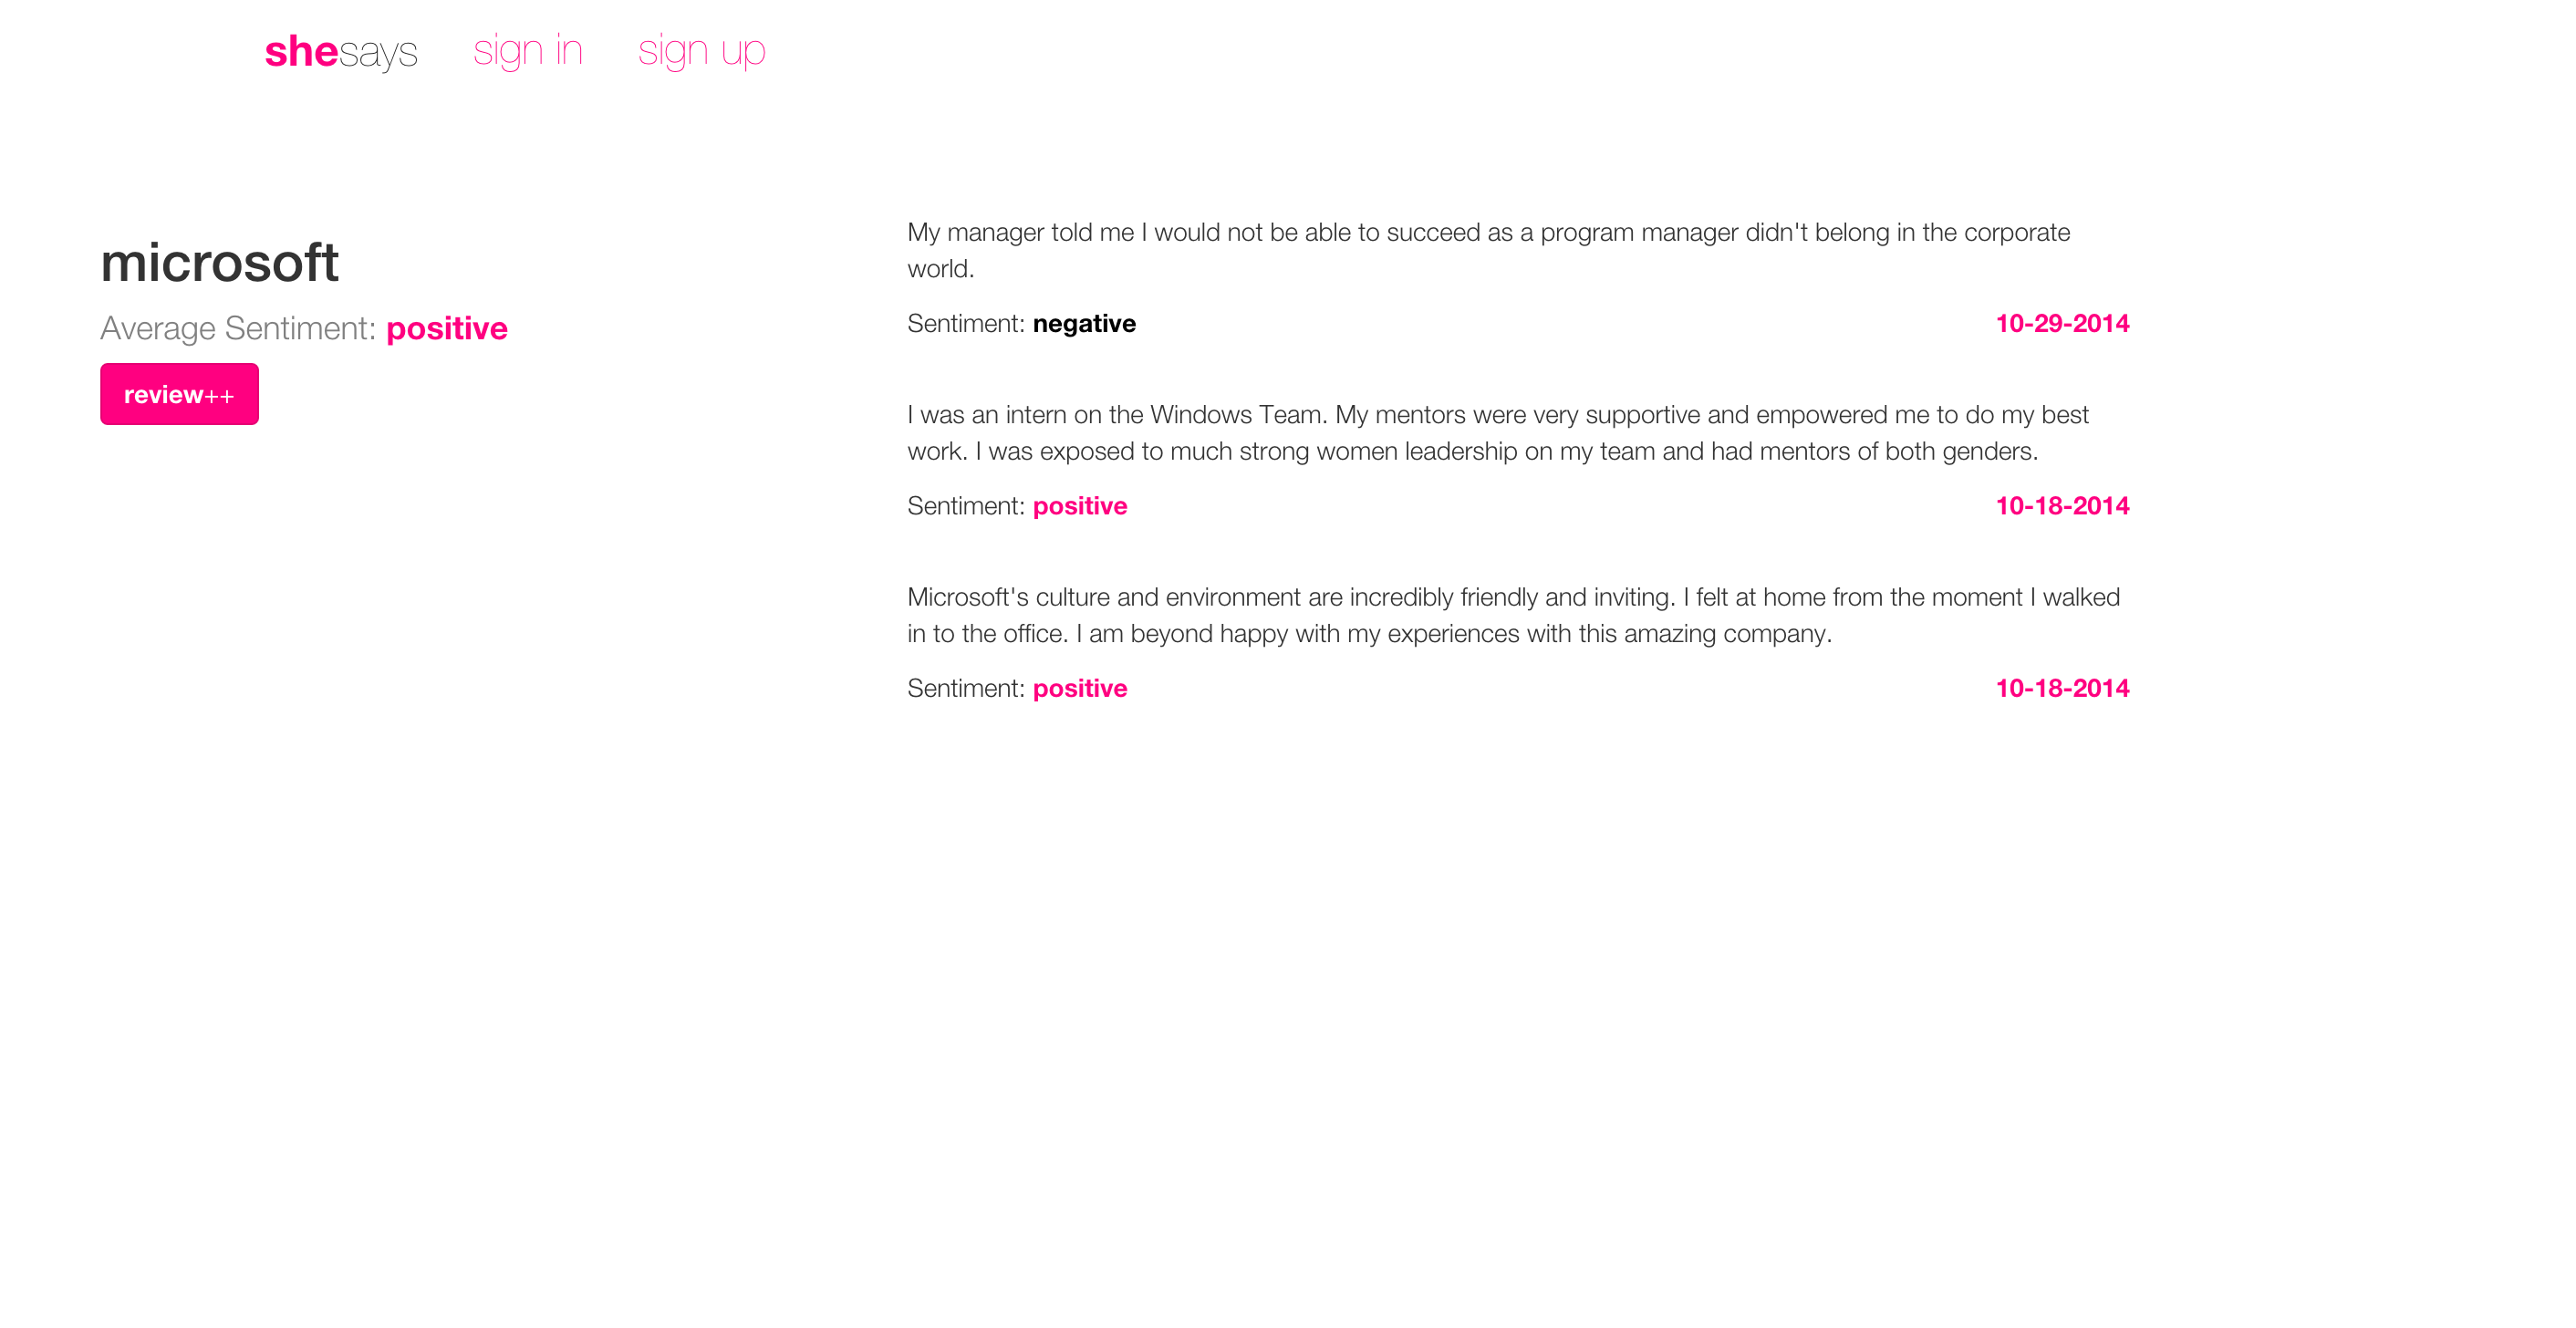 shesays sign in sign up
microsoft
Average Sentiment: positive
review++
My manager told me I would not be able to succeed as a program manager didn't belong in the corporate
world.
Sentiment: negative 10-29-2014
I was an intern on the Windows Team. My mentors were very supportive and empowered me to do my best
work. I was exposed to much strong women leadership on my team and had mentors of both genders.
Sentiment: positive 10-18-2014
Microsoft's culture and environment are incredibly friendly and inviting. I felt at home from the moment I walked
in to the office. I am beyond happy with my experiences with this amazing company.
Sentiment: positive 10-18-2014